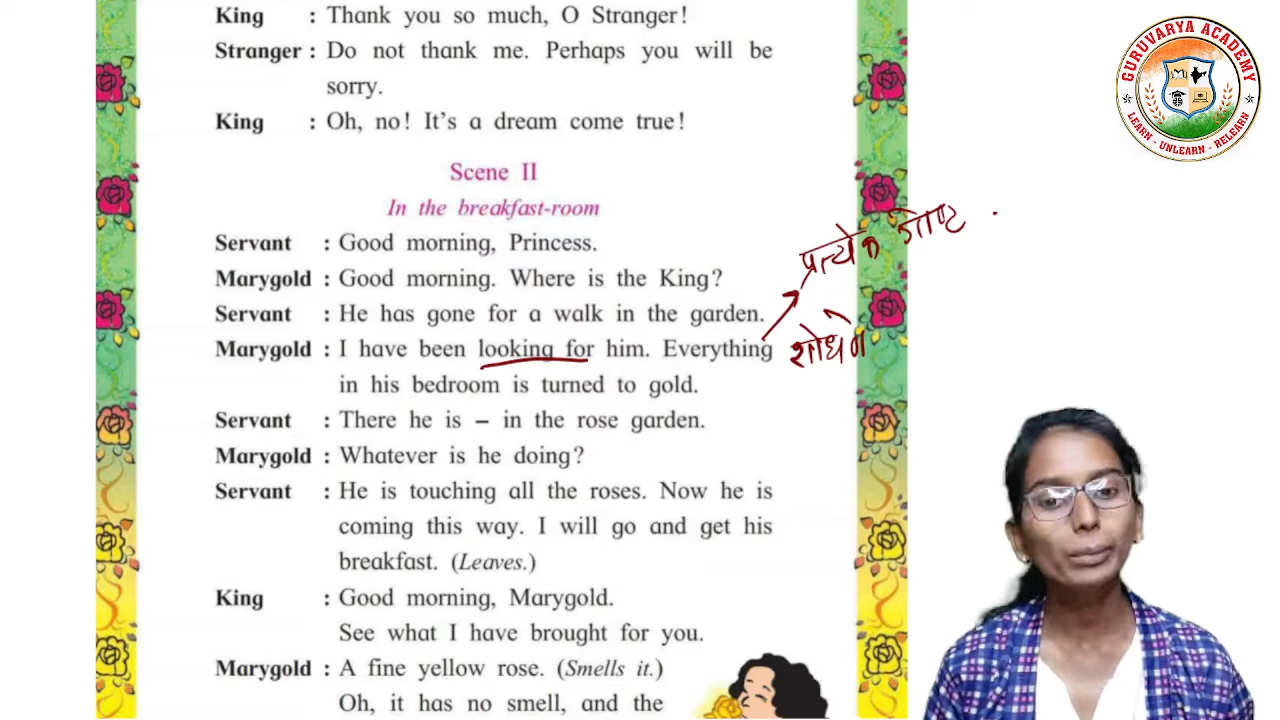 King : Thank you so much, O Stranger!
Stranger : Do not thank me. Perhaps you will be
sorry.
King : Oh, no! It's a dream come true!
Scene II
In the breakfast-room
Servant : Good morning, Princess.
Marygold : Good morning. Where is the King?
Servant : He has gone for a walk in the garden.
Marygold : I have been looking for him. Everything
in his bedroom is turned to gold.
Servant : There he is – in the rose garden.
Marygold : Whatever is he doing?
Servant : He is touching all the roses. Now he is
coming this way. I will go and get his
breakfast. (Leaves.)
King : Good morning, Marygold.
See what I have brought for you.
Marygold : A fine yellow rose. (Smells it.)
Oh, it has no smell, and the
प्रत्येक गोष्ट
शोधणे
GURUVARYA ACADEMY
LEARN - UNLEARN - RELEARN